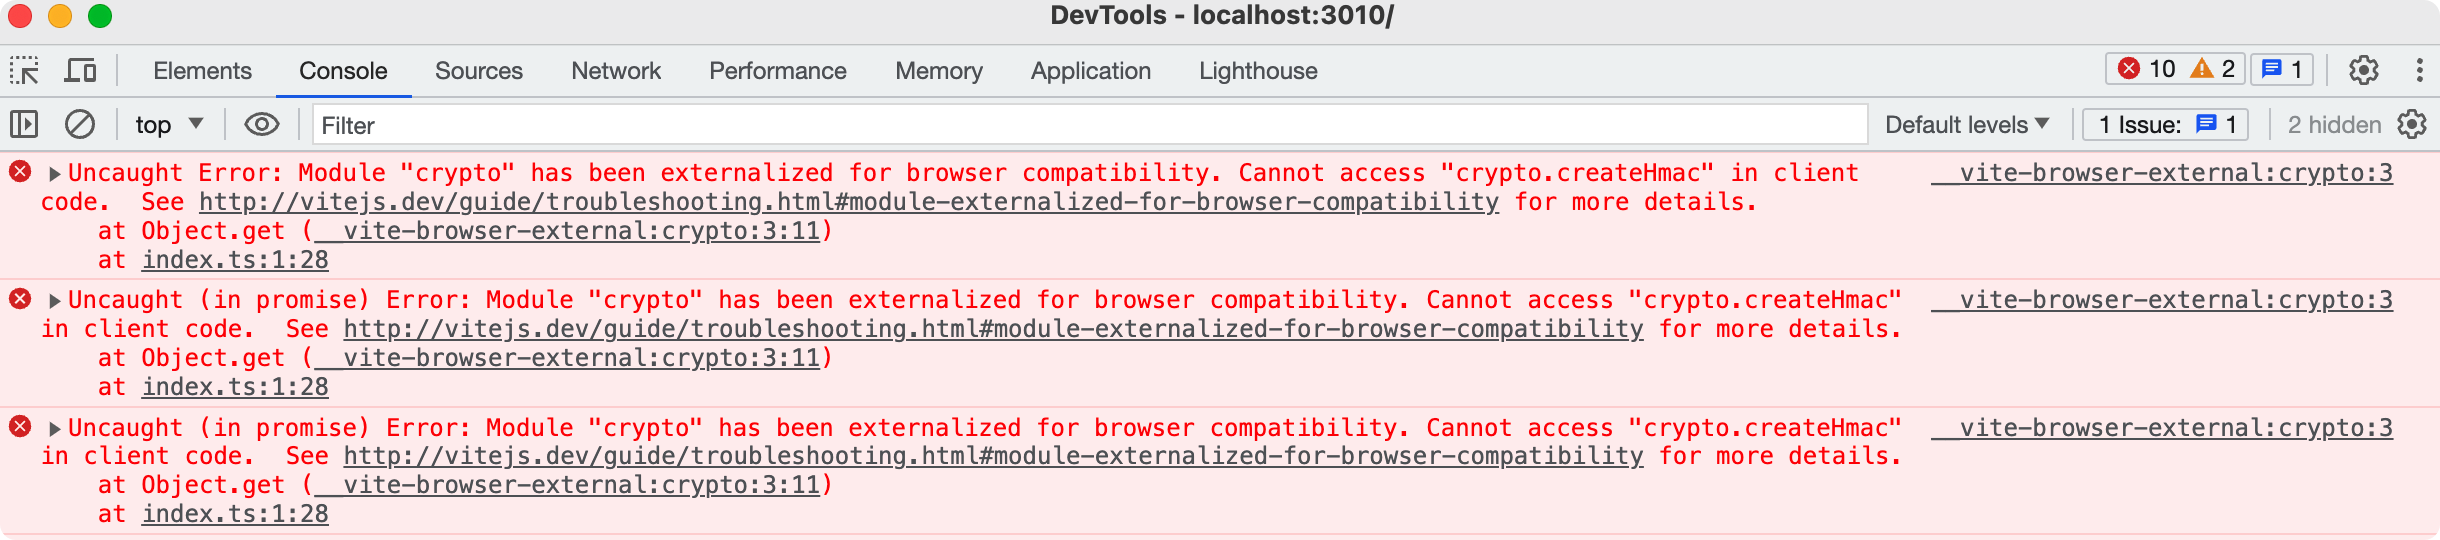 DevTools - localhost:3010/
Elements Console Sources Network Performance Memory Application Lighthouse 10 2 1
top Filter Default levels 1 Issue: 1 2 hidden
Uncaught Error: Module "crypto" has been externalized for browser compatibility. Cannot access "crypto.createHmac" in client __vite-browser-external:crypto:3
code.  See http://vitejs.dev/guide/troubleshooting.html#module-externalized-for-browser-compatibility for more details.
at Object.get (__vite-browser-external:crypto:3:11)
at index.ts:1:28
Uncaught (in promise) Error: Module "crypto" has been externalized for browser compatibility. Cannot access "crypto.createHmac" __vite-browser-external:crypto:3
in client code.  See http://vitejs.dev/guide/troubleshooting.html#module-externalized-for-browser-compatibility for more details.
at Object.get (__vite-browser-external:crypto:3:11)
at index.ts:1:28
Uncaught (in promise) Error: Module "crypto" has been externalized for browser compatibility. Cannot access "crypto.createHmac" __vite-browser-external:crypto:3
in client code.  See http://vitejs.dev/guide/troubleshooting.html#module-externalized-for-browser-compatibility for more details.
at Object.get (__vite-browser-external:crypto:3:11)
at index.ts:1:28